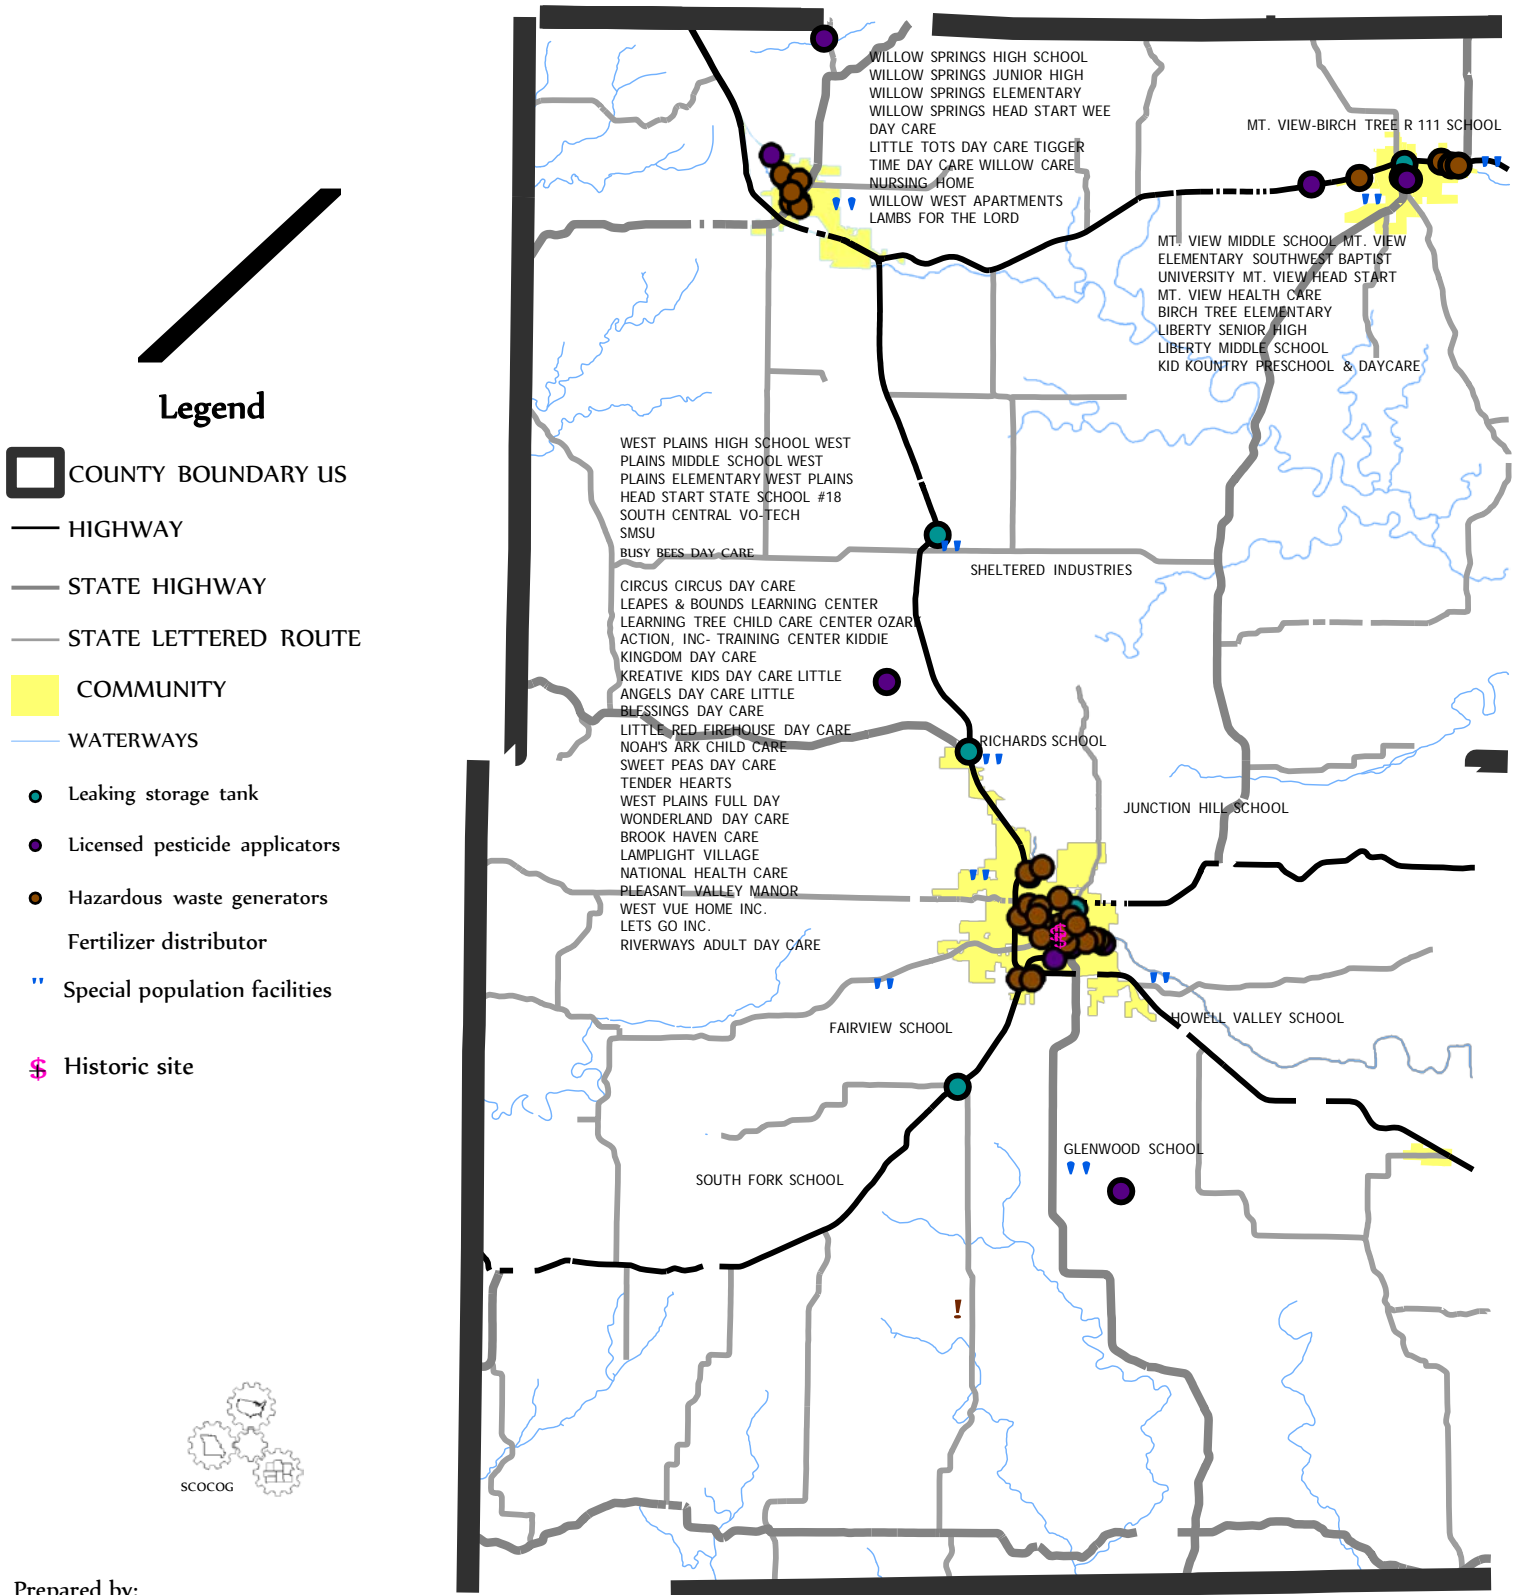 WILLOW SPRINGS HIGH SCHOOL
WILLOW SPRINGS JUNIOR HIGH
WILLOW SPRINGS ELEMENTARY
WILLOW SPRINGS HEAD START WEE
DAY CARE
LITTLE TOTS DAY CARE TIGGER
TIME DAY CARE WILLOW CARE
NURSING HOME
WILLOW WEST APARTMENTS
LAMBS FOR THE LORD
MT. VIEW-BIRCH TREE R 111 SCHOOL
MT. VIEW MIDDLE SCHOOL MT. VIEW
ELEMENTARY SOUTHWEST BAPTIST
UNIVERSITY MT. VIEW HEAD START
MT. VIEW HEALTH CARE
BIRCH TREE ELEMENTARY
LIBERTY SENIOR HIGH
LIBERTY MIDDLE SCHOOL
KID KOUNTRY PRESCHOOL & DAYCARE
Legend
COUNTY BOUNDARY US
HIGHWAY
STATE HIGHWAY
STATE LETTERED ROUTE
COMMUNITY
WATERWAYS
Leaking storage tank
Licensed pesticide applicators
Hazardous waste generators
Fertilizer distributor
Special population facilities
Historic site
WEST PLAINS HIGH SCHOOL WEST
PLAINS MIDDLE SCHOOL WEST
PLAINS ELEMENTARY WEST PLAINS
HEAD START STATE SCHOOL #18
SOUTH CENTRAL VO-TECH
SMSU
BUSY BEES DAY CARE
CIRCUS CIRCUS DAY CARE
LEAPES & BOUNDS LEARNING CENTER
LEARNING TREE CHILD CARE CENTER OZARK
ACTION, INC- TRAINING CENTER KIDDIE
KINGDOM DAY CARE
KREATIVE KIDS DAY CARE LITTLE
ANGELS DAY CARE LITTLE
BLESSINGS DAY CARE
LITTLE RED FIREHOUSE DAY CARE
NOAH'S ARK CHILD CARE
SWEET PEAS DAY CARE
TENDER HEARTS
WEST PLAINS FULL DAY
WONDERLAND DAY CARE
BROOK HAVEN CARE
LAMPLIGHT VILLAGE
NATIONAL HEALTH CARE
PLEASANT VALLEY MANOR
WEST VUE HOME INC.
LETS GO INC.
RIVERWAYS ADULT DAY CARE
SHELTERED INDUSTRIES
RICHARDS SCHOOL
JUNCTION HILL SCHOOL
FAIRVIEW SCHOOL
HOWELL VALLEY SCHOOL
GLENWOOD SCHOOL
SOUTH FORK SCHOOL
!
SCOCOG
Prepared by: